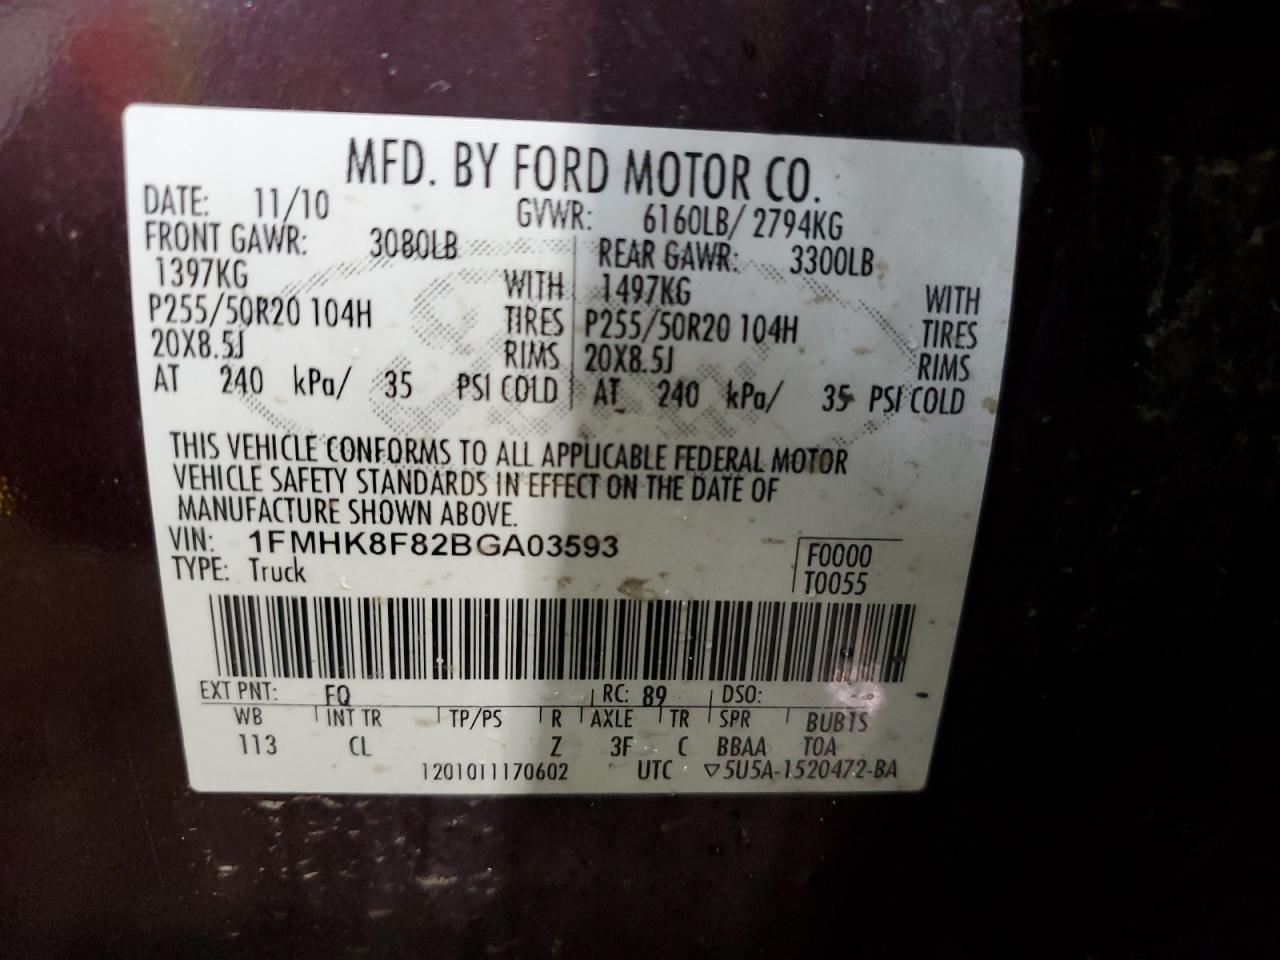 MFD. BY FORD MOTOR CO.
DATE: 11/10 GVWR: 6160LB/ 2794KG
FRONT GAWR: 3080LB REAR GAWR: 3300LB
1397KG WITH 1497KG WITH
P255/50R20 104H TIRES P255/50R20 104H TIRES
20X8.5J RIMS 20X8.5J RIMS
AT 240 kPa/ 35 PSI COLD AT 240 kPa/ 35 PSI COLD
THIS VEHICLE CONFORMS TO ALL APPLICABLE FEDERAL MOTOR
VEHICLE SAFETY STANDARDS IN EFFECT ON THE DATE OF
MANUFACTURE SHOWN ABOVE.
VIN: 1FMHK8F82BGA03593 F0000
TYPE: Truck T0055
EXT PNT: FQ RC: 89 DSO:
WB INT TR TP/PS R AXLE TR SPR BUB1S
113 CL Z 3F C BBAA TOA
1201011170602 UTC ▽5U5A-1520472-BA